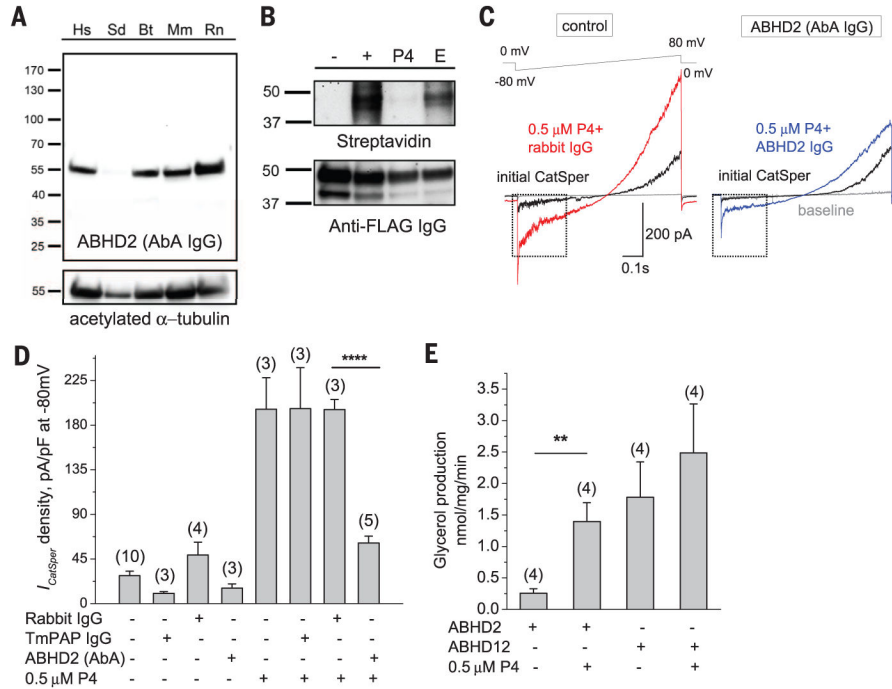 A
Hs Sd Bt Mm Rn
170
130
100
70
55
40
35
25
ABHD2 (AbA IgG)
55
acetylated α−tubulin
B
- + P4 E
50
37
Streptavidin
50
37
Anti-FLAG IgG
C
control
ABHD2 (AbA IgG)
0 mV
80 mV
-80 mV
0 mV
0.5 μM P4+
rabbit IgG
0.5 μM P4+
ABHD2 IgG
initial CatSper
initial CatSper
baseline
200 pA
0.1s
D
I CatSper density, pA/pF at -80mV
225
180
135
90
45
0
(10) (3) (4) (3) (3) (3) (3) (5)
****
Rabbit IgG - - + - - - + -
TmPAP IgG - + - - - + - -
ABHD2 (AbA) - - - + - - - +
0.5 μM P4 - - - - + + + +
E
Glycerol production
nmol/mg/min
3.5
3.0
2.5
2.0
1.5
1.0
0.5
0.0
(4) (4) (4) (4)
**
ABHD2 + + - -
ABHD12 - - + +
0.5 μM P4 - + - +